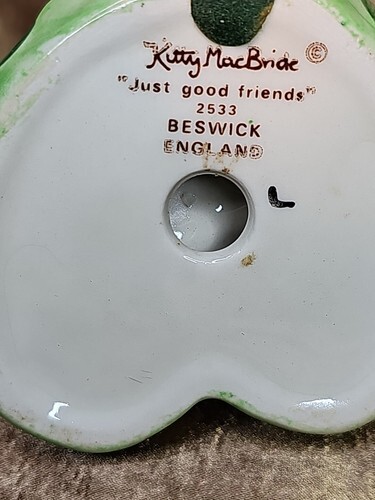 Kitty MacBride ©
"Just good friends"
2533
BESWICK
ENGLAND
L